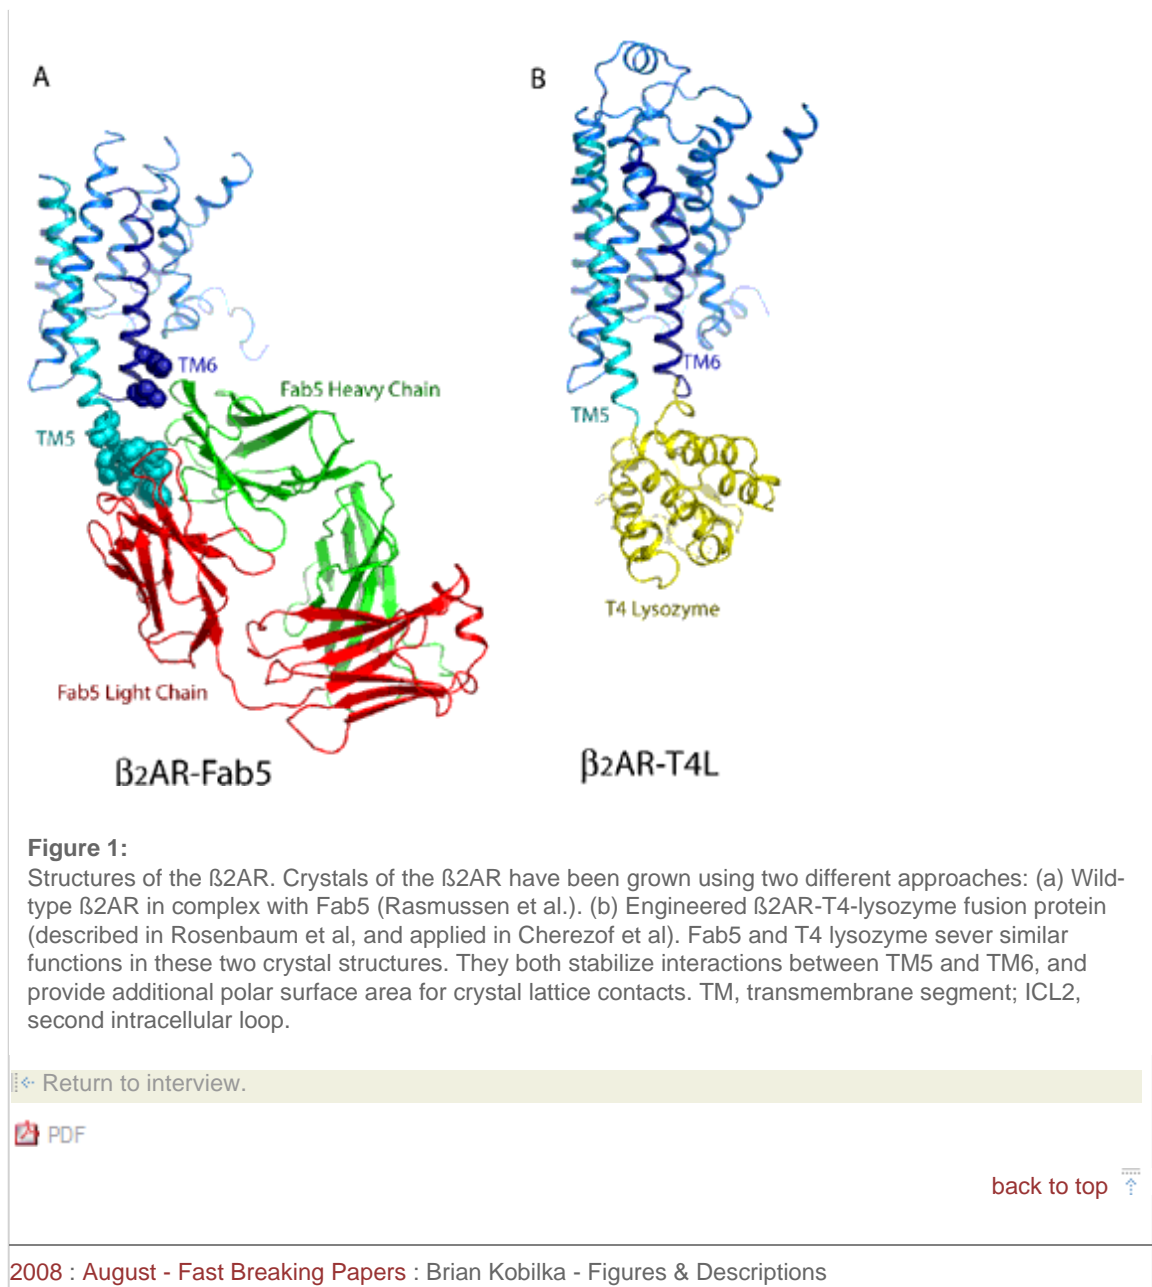 A
B
TM6
Fab5 Heavy Chain
TM5
Fab5 Light Chain
ß2AR-Fab5
TM6
TM5
T4 Lysozyme
β2AR-T4L
Figure 1:
Structures of the ß2AR. Crystals of the ß2AR have been grown using two different approaches: (a) Wild-
type ß2AR in complex with Fab5 (Rasmussen et al.). (b) Engineered ß2AR-T4-lysozyme fusion protein
(described in Rosenbaum et al, and applied in Cherezof et al). Fab5 and T4 lysozyme sever similar
functions in these two crystal structures. They both stabilize interactions between TM5 and TM6, and
provide additional polar surface area for crystal lattice contacts. TM, transmembrane segment; ICL2,
second intracellular loop.
Return to interview.
PDF
back to top
2008 : August - Fast Breaking Papers : Brian Kobilka - Figures & Descriptions